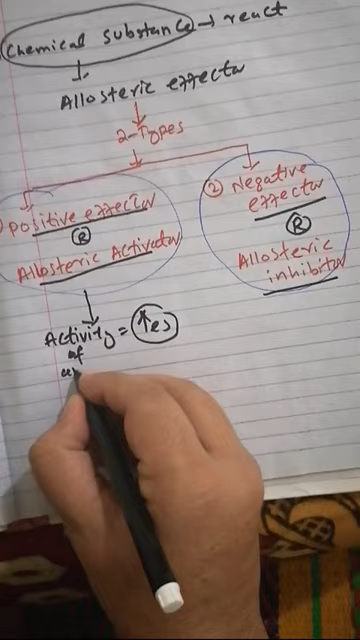 Chemical substance → react
↓
Allosteric effector
↓
2-Types
① Positive effector
Ⓡ
Allosteric Activator
② Negative effector
Ⓡ
Allosteric inhibitor
↓
Activity = ↑es
of